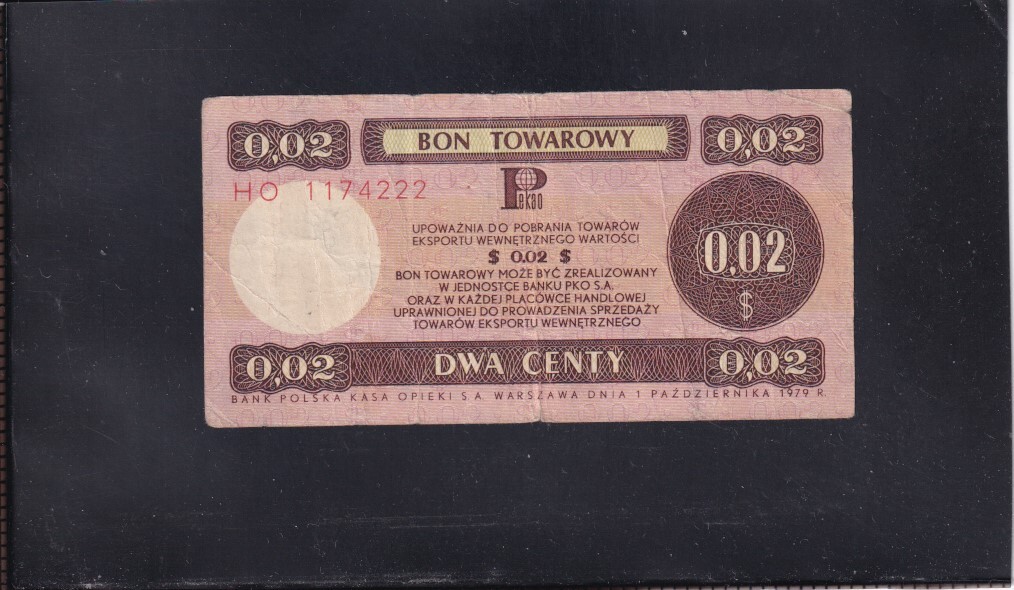 0,02 BON TOWAROWY 0,02
HO 1174222
Pekao
UPOWAŻNIA DO POBRANIA TOWARÓW
EKSPORTU WEWNĘTRZNEGO WARTOŚCI
$ 0.02 $
BON TOWAROWY MOŻE BYĆ ZREALIZOWANY
W JEDNOSTCE BANKU PKO S.A.
ORAZ W KAŻDEJ PLACÓWCE HANDLOWEJ
UPRAWNIONEJ DO PROWADZENIA SPRZEDAŻY
TOWARÓW EKSPORTU WEWNĘTRZNEGO
0,02
$
0,02 DWA CENTY 0,02
BANK POLSKA KASA OPIEKI S.A. WARSZAWA DNIA 1 PAŹDZIERNIKA 1979 R.